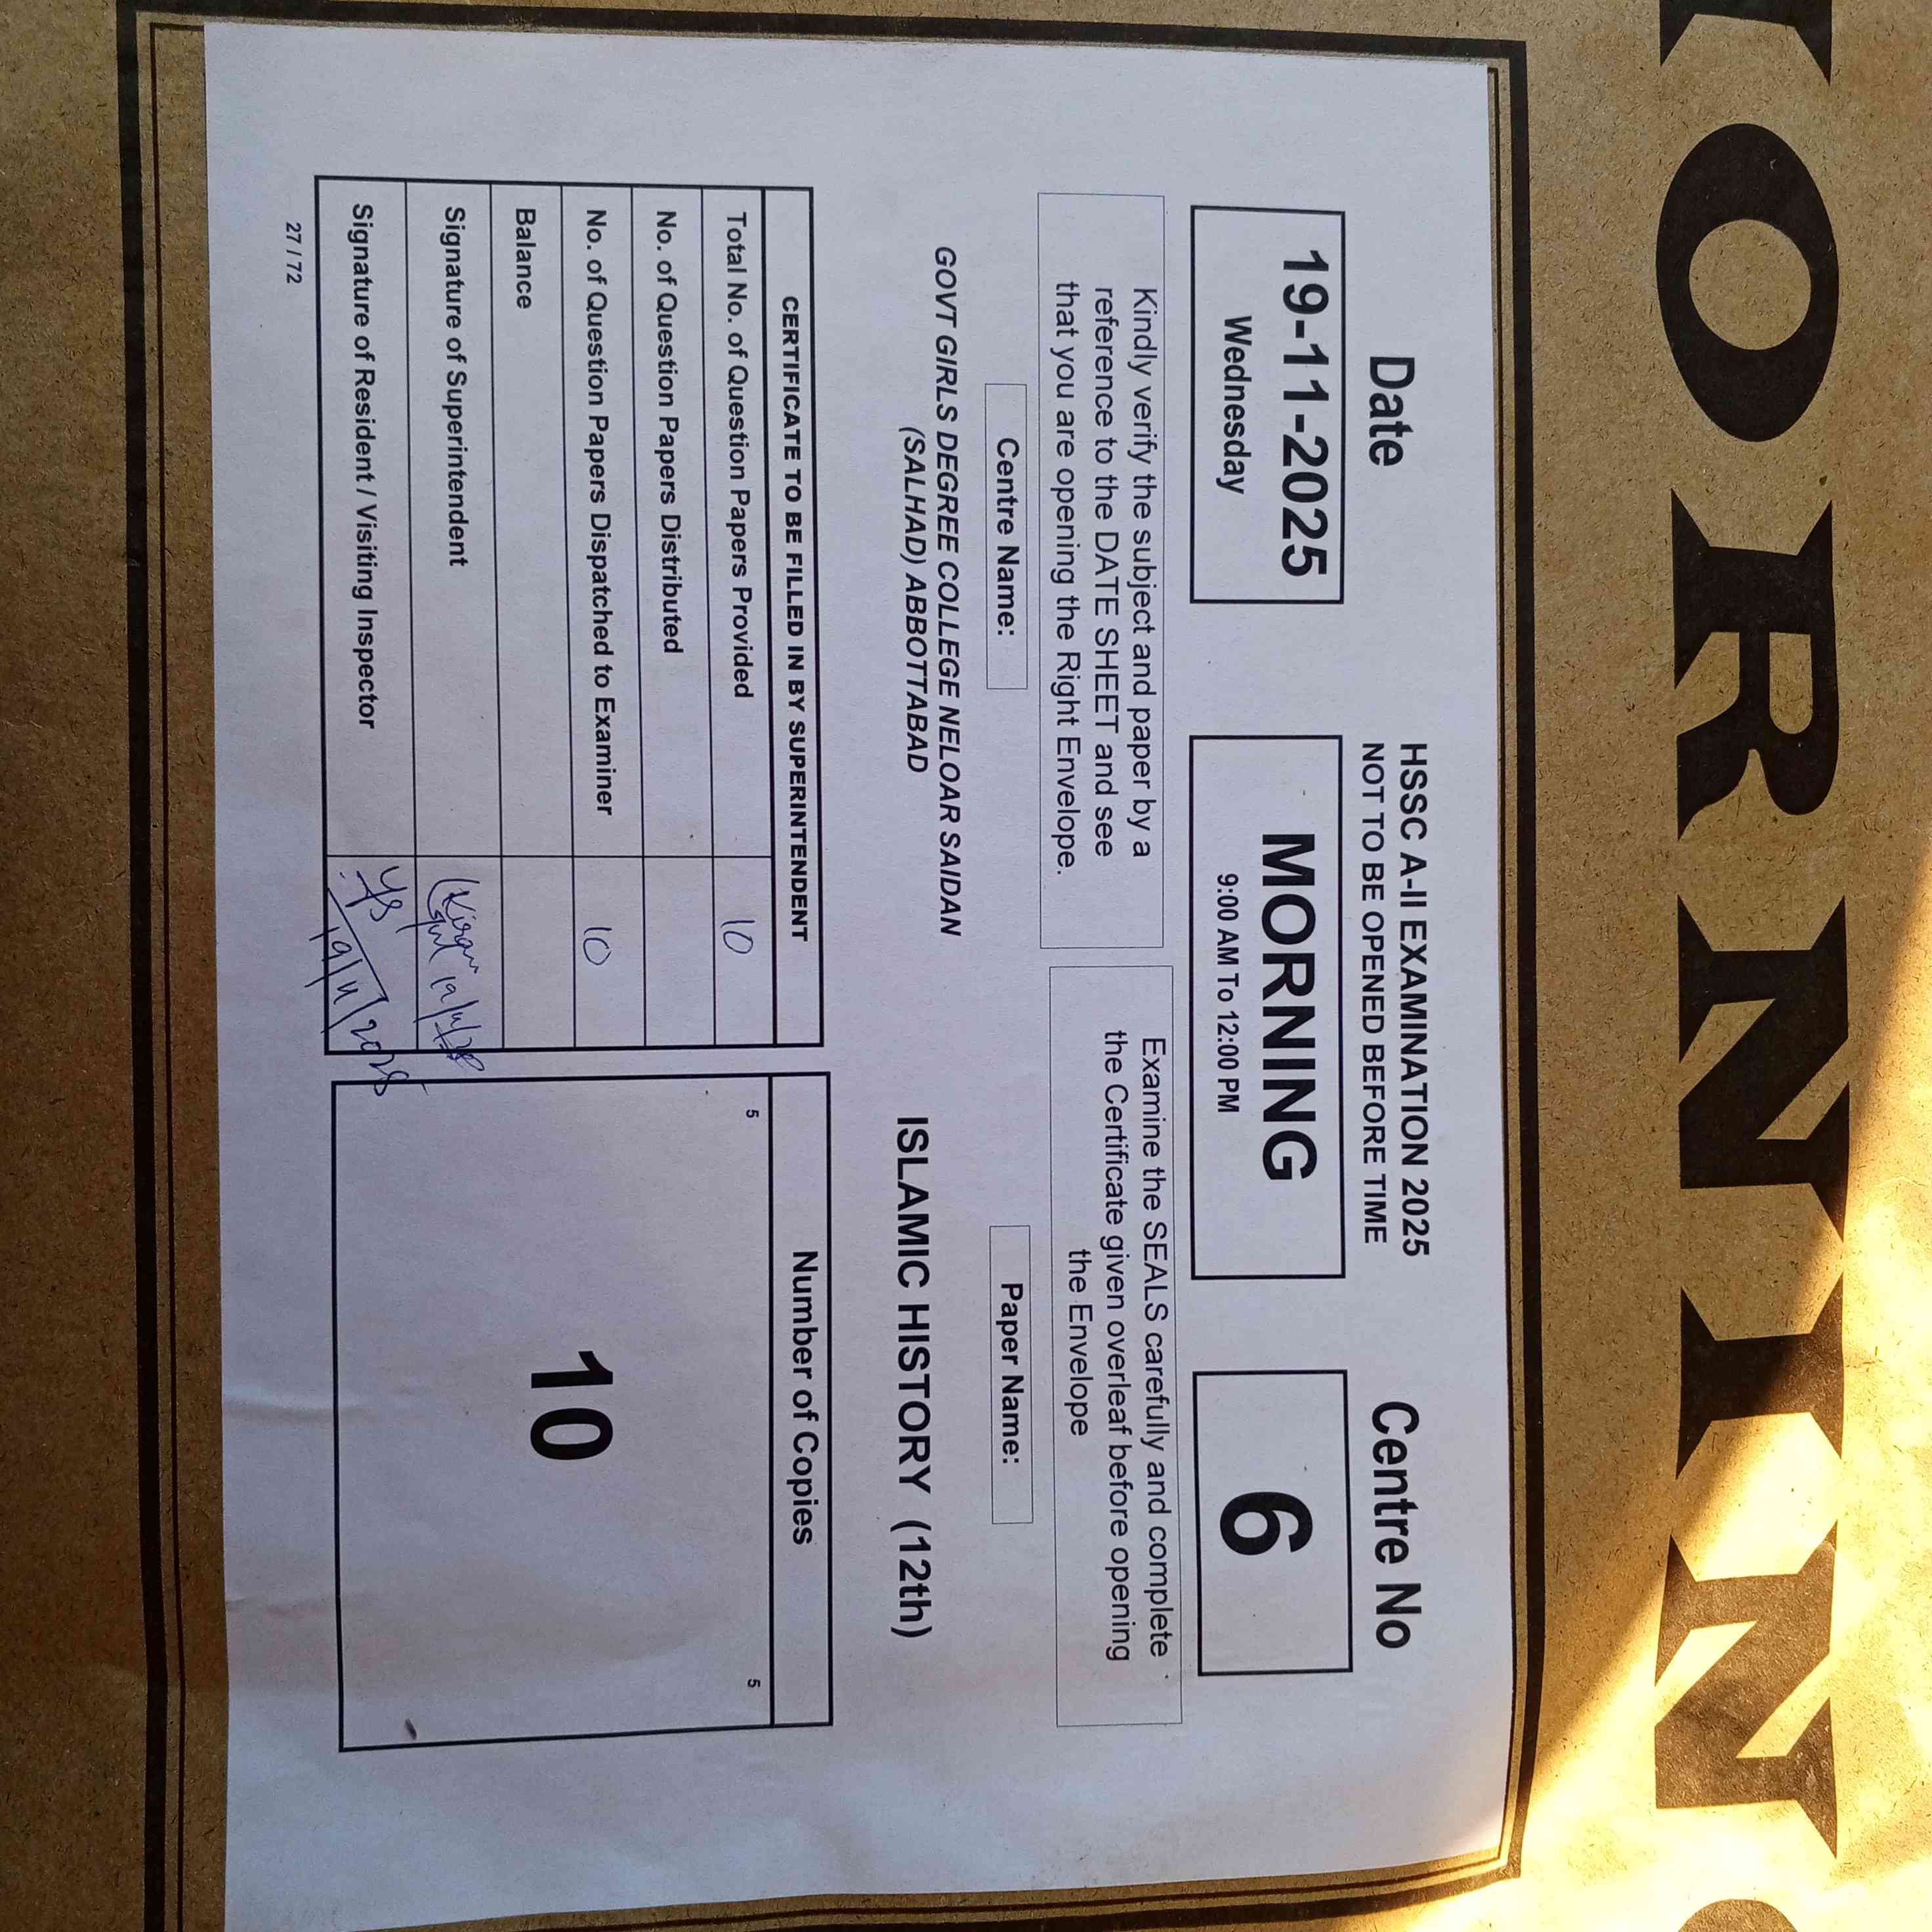 MORNING
HSSC A-II EXAMINATION 2025
NOT TO BE OPENED BEFORE TIME
Date
Centre No
19-11-2025
Wednesday
MORNING
9:00 AM To 12:00 PM
6
Kindly verify the subject and paper by a
reference to the DATE SHEET and see
that you are opening the Right Envelope.
Examine the SEALS carefully and complete
the Certificate given overleaf before opening
the Envelope
Centre Name:
Paper Name:
GOVT GIRLS DEGREE COLLEGE NELOAR SAIDAN
(SALHAD) ABBOTTABAD
ISLAMIC HISTORY (12th)
CERTIFICATE TO BE FILLED IN BY SUPERINTENDENT
Total No. of Question Papers Provided 10
No. of Question Papers Distributed
No. of Question Papers Dispatched to Examiner 10
Balance
Signature of Superintendent
Signature of Resident / Visiting Inspector 19/11/2025
Number of Copies
5 5
10
27 / 72